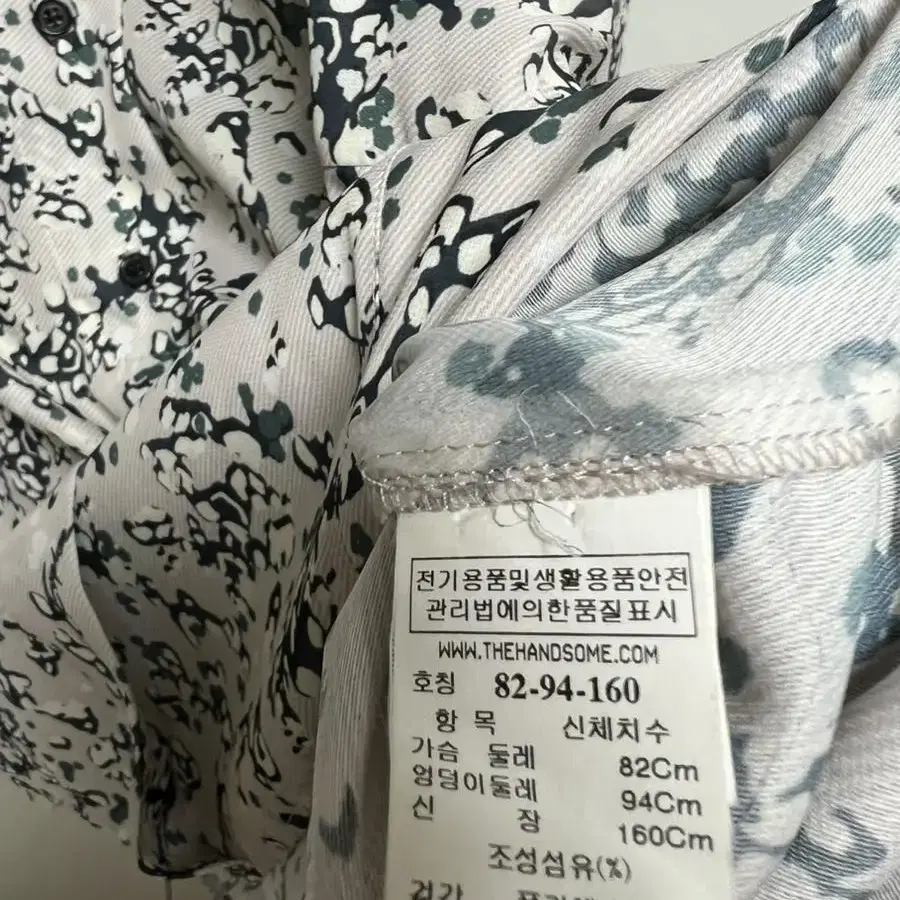 전기용품및생활용품안전
관리법에의한품질표시
WWW.THEHANDSOME.COM
호칭 82-94-160
항 목 신체치수
가슴 둘레 82Cm
엉덩이둘레 94Cm
신 장 160Cm
조성섬유(%)